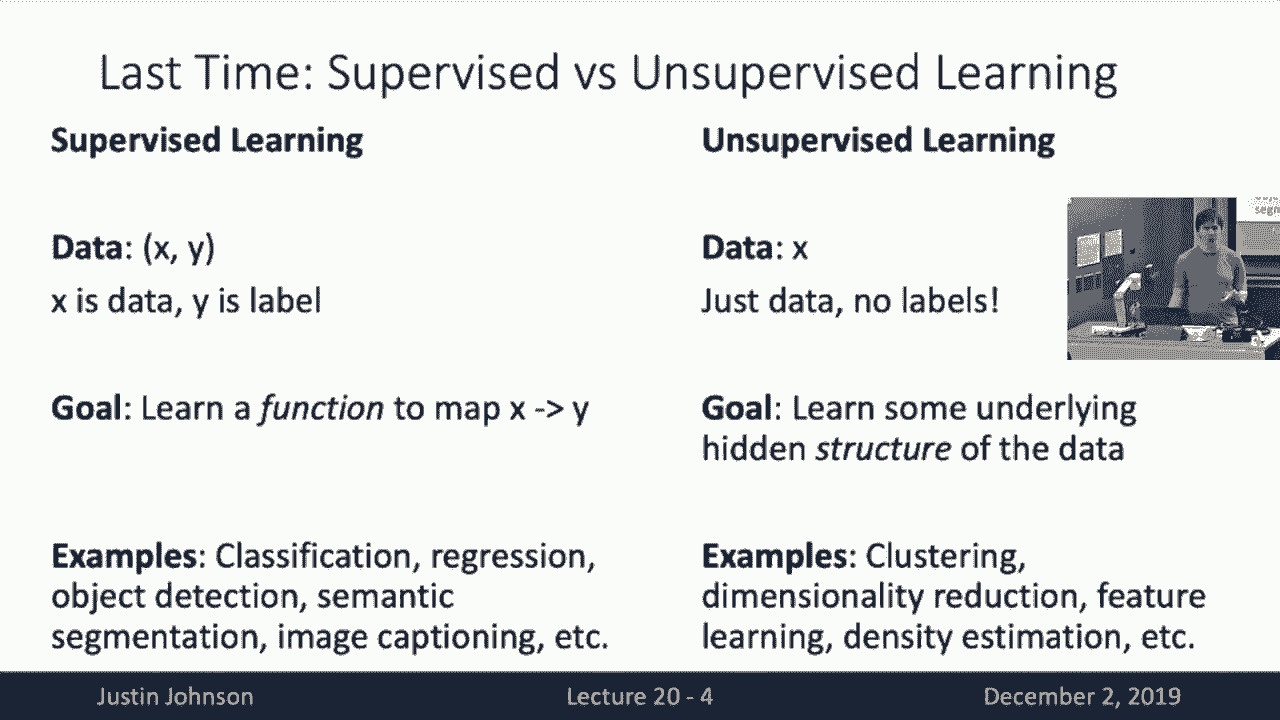 Last Time: Supervised vs Unsupervised Learning
Supervised Learning
Data: (x, y)
x is data, y is label
Goal: Learn a function to map x -> y
Examples: Classification, regression,
object detection, semantic
segmentation, image captioning, etc.
Unsupervised Learning
Data: x
Just data, no labels!
Goal: Learn some underlying
hidden structure of the data
Examples: Clustering,
dimensionality reduction, feature
learning, density estimation, etc.
Justin Johnson
Lecture 20 - 4
December 2, 2019